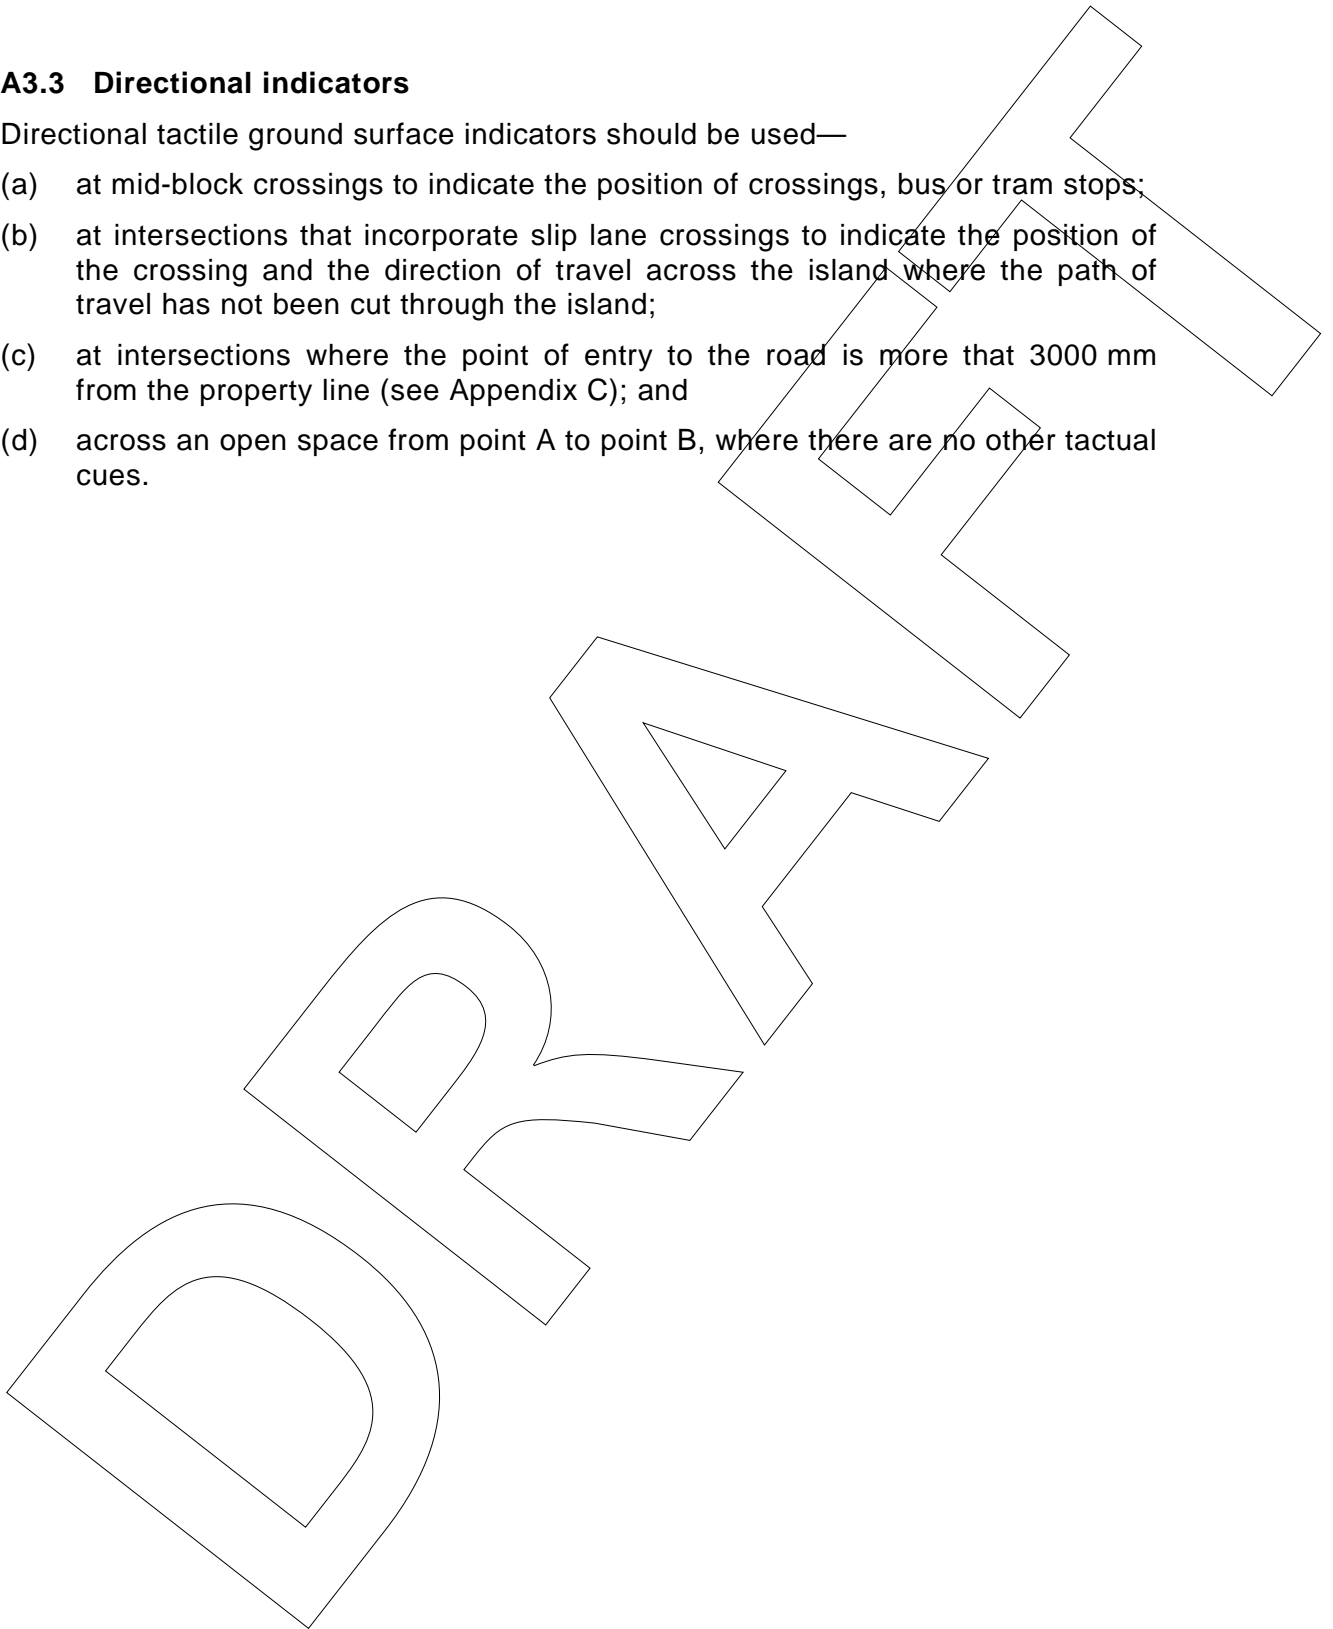 A3.3 Directional indicators
Directional tactile ground surface indicators should be used—
(a) at mid-block crossings to indicate the position of crossings, bus or tram stops;
(b) at intersections that incorporate slip lane crossings to indicate the position of
the crossing and the direction of travel across the island where the path of
travel has not been cut through the island;
(c) at intersections where the point of entry to the road is more that 3000 mm
from the property line (see Appendix C); and
(d) across an open space from point A to point B, where there are no other tactual
cues.
DRAFT